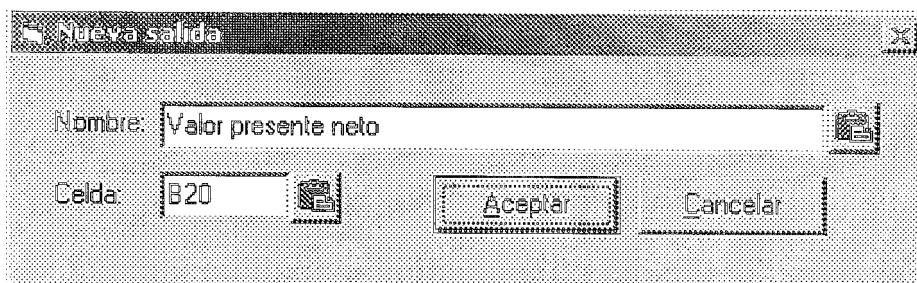 Nueva salida
Nombre: Valor presente neto
Celda: B20 Aceptar Cancelar